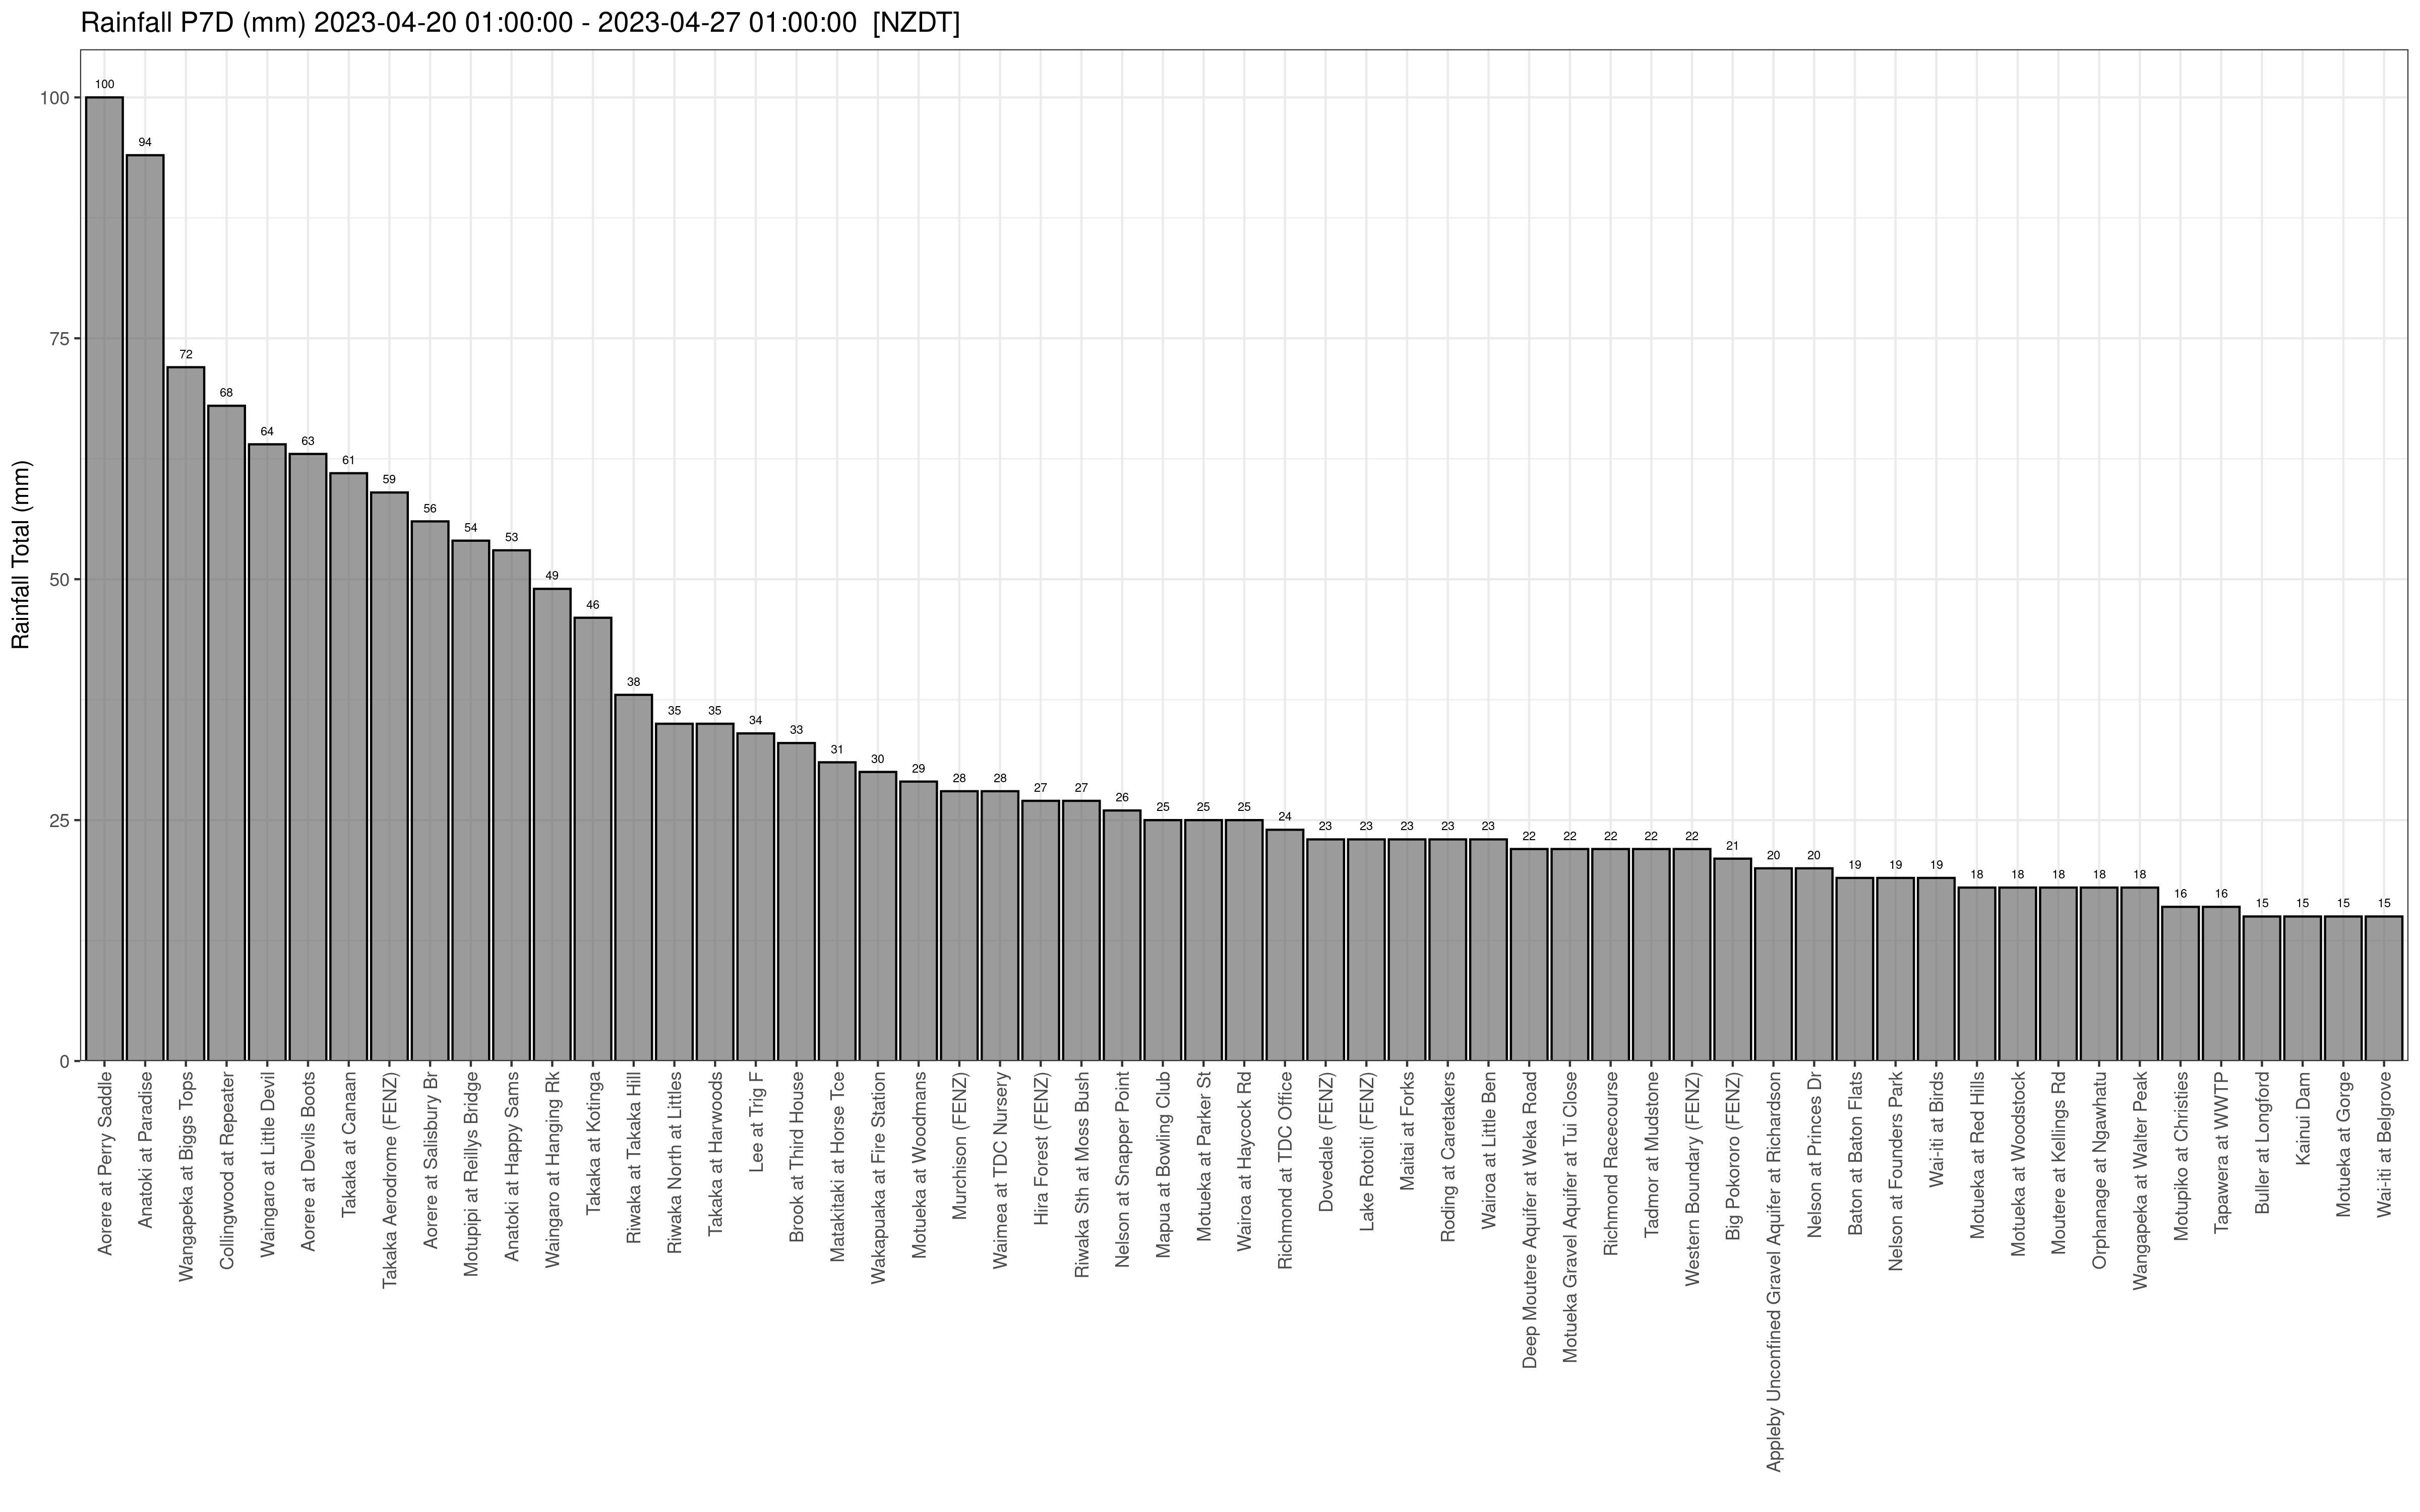 Rainfall P7D (mm) 2023-04-20 01:00:00 - 2023-04-27 01:00:00 [NZDT]
Rainfall Total (mm)
100
75
50
25
0
100
94
72
68
64
63
61
59
56
54
53
49
46
38
35
35
34
33
31
30
29
28
28
27
27
26
25
25
25
24
23
23
23
23
23
22
22
22
22
22
21
20
20
19
19
19
18
18
18
18
18
16
16
15
15
15
15
Aorere at Perry Saddle
Anatoki at Paradise
Wangapeka at Biggs Tops
Collingwood at Repeater
Waingaro at Little Devil
Aorere at Devils Boots
Takaka at Canaan
Takaka Aerodrome (FENZ)
Aorere at Salisbury Br
Motupipi at Reillys Bridge
Anatoki at Happy Sams
Waingaro at Hanging Rk
Takaka at Kotinga
Riwaka at Takaka Hill
Riwaka North at Littles
Takaka at Harwoods
Lee at Trig F
Brook at Third House
Matakitaki at Horse Tce
Wakapuaka at Fire Station
Motueka at Woodmans
Murchison (FENZ)
Waimea at TDC Nursery
Hira Forest (FENZ)
Riwaka Sth at Moss Bush
Nelson at Snapper Point
Mapua at Bowling Club
Motueka at Parker St
Wairoa at Haycock Rd
Richmond at TDC Office
Dovedale (FENZ)
Lake Rotoiti (FENZ)
Maitai at Forks
Roding at Caretakers
Wairoa at Little Ben
Deep Moutere Aquifer at Weka Road
Motueka Gravel Aquifer at Tui Close
Richmond Racecourse
Tadmor at Mudstone
Western Boundary (FENZ)
Big Pokororo (FENZ)
Appleby Unconfined Gravel Aquifer at Richardson
Nelson at Princes Dr
Baton at Baton Flats
Nelson at Founders Park
Wai-iti at Birds
Motueka at Red Hills
Motueka at Woodstock
Moutere at Kellings Rd
Orphanage at Ngawhatu
Wangapeka at Walter Peak
Motupiko at Christies
Tapawera at WWTP
Buller at Longford
Kainui Dam
Motueka at Gorge
Wai-iti at Belgrove